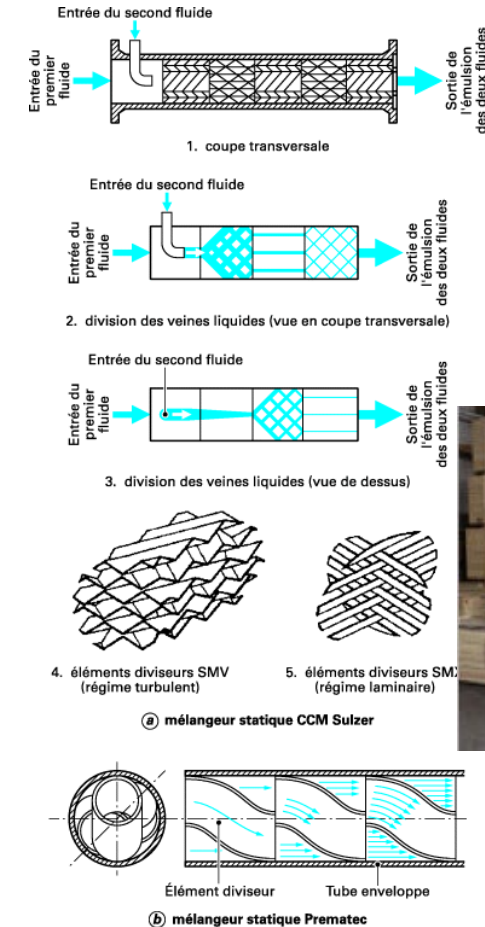 Entrée du second fluide
Entrée du
premier
fluide
Sortie de
l'émulsion
des deux fluides
1. coupe transversale
Entrée du second fluide
Entrée du
premier
fluide
Sortie de
l'émulsion
des deux fluides
2. division des veines liquides (vue en coupe transversale)
Entrée du second fluide
Entrée du
premier
fluide
Sortie de
l'émulsion
des deux fluides
3. division des veines liquides (vue de dessus)
4. éléments diviseurs SMV
(régime turbulent)
5. éléments diviseurs SM
(régime laminaire)
a mélangeur statique CCM Sulzer
Élément diviseur
Tube enveloppe
b mélangeur statique Prematec